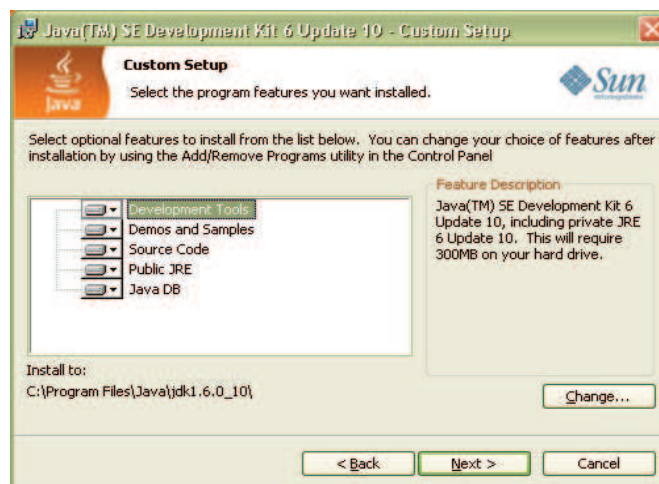 Java(TM) SE Development Kit 6 Update 10 - Custom Setup
Java
Custom Setup
Select the program features you want installed.
Sun
microsystems
Select optional features to install from the list below. You can change your choice of features after
installation by using the Add/Remove Programs utility in the Control Panel
Development Tools
Demos and Samples
Source Code
Public JRE
Java DB
Feature Description
Java(TM) SE Development Kit 6
Update 10, including private JRE
6 Update 10. This will require
300MB on your hard drive.
Install to:
C:\Program Files\Java\jdk1.6.0_10\
Change...
< Back
Next >
Cancel